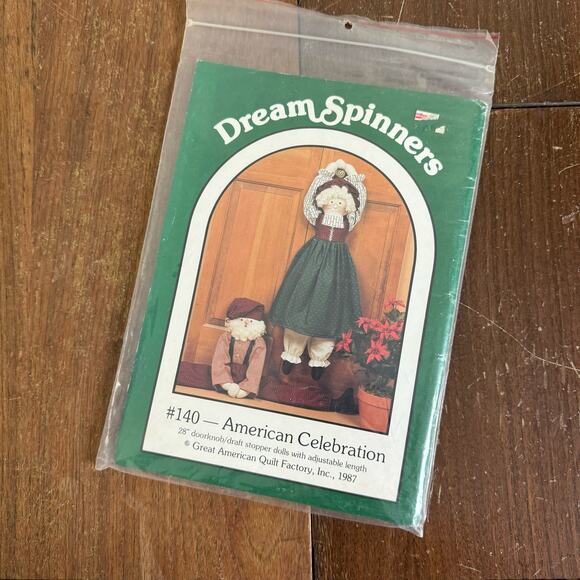 Dream Spinners
#140 — American Celebration
28" doorknob/draft stopper dolls with adjustable length
© Great American Quilt Factory, Inc., 1987